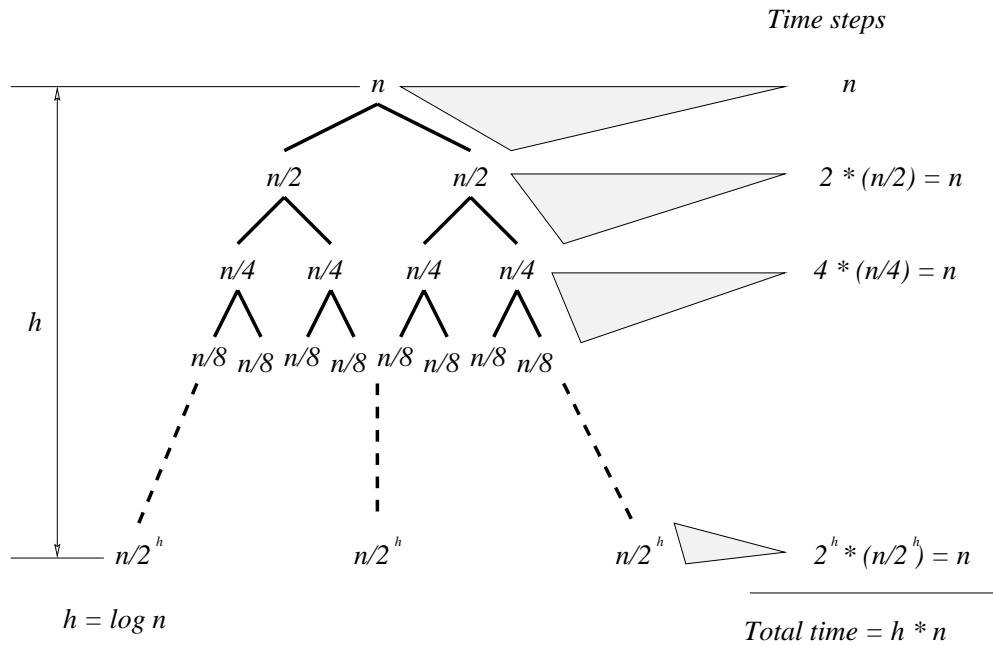 Time steps
n n
n/2 n/2 2 * (n/2) = n
n/4 n/4 n/4 n/4 4 * (n/4) = n
h
n/8 n/8 n/8 n/8 n/8 n/8 n/8 n/8
n/2^h n/2^h n/2^h 2^h * (n/2^h) = n
h = log n
Total time = h * n